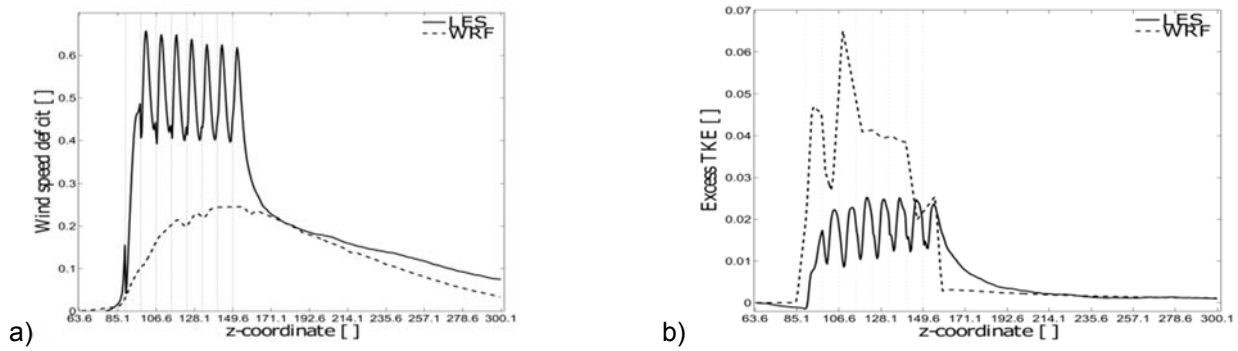 LES
WRF
0.6
0.5
0.4
0.3
0.2
0.1
0
Wind speed deficit [ ]
63.6 85.1 106.6 128.1 149.6 171.1 192.6 214.1 235.6 257.1 278.6 300.1
z-coordinate [ ]
a)
LES
WRF
0.07
0.06
0.05
0.04
0.03
0.02
0.01
0
Excess TKE [ ]
63.6 85.1 106.6 128.1 149.6 171.1 192.6 214.1 235.6 257.1 278.6 300.1
z-coordinate [ ]
b)